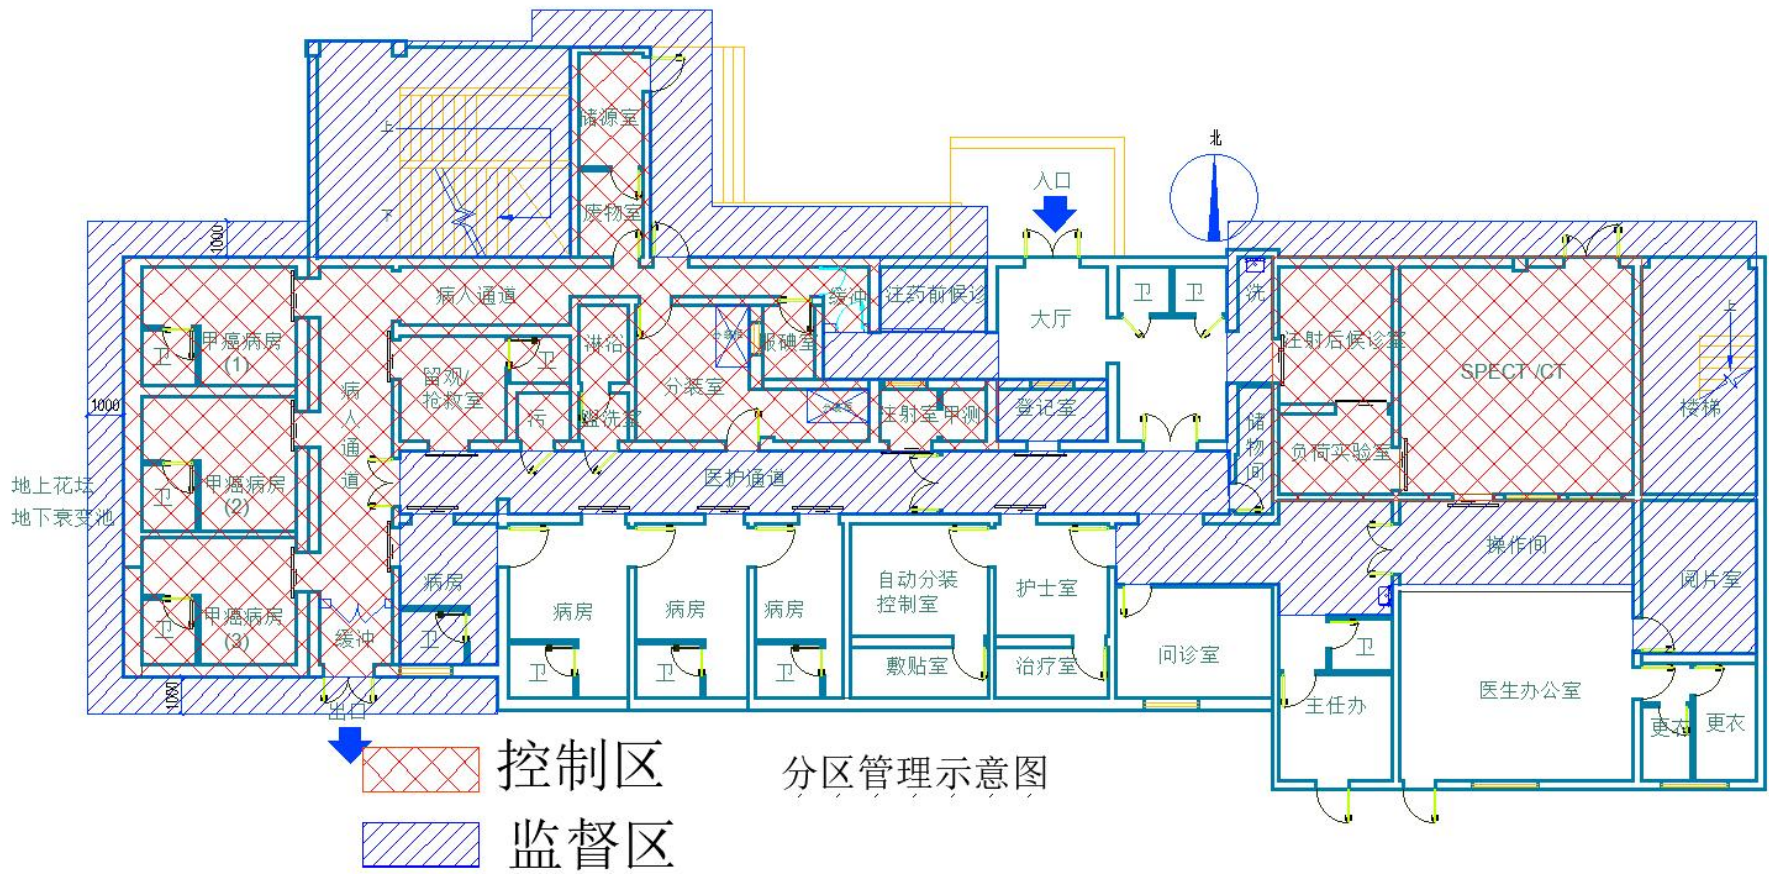 储源室
上
北
入口
下
废物室
1000
洗
病人通道
缓冲
注药前候诊
卫
卫
上
大厅
甲癌病房
(1)
卫
淋浴
服碘室
注射后候诊室
SPECT /CT
留观/
抢救室
卫
分装室
1000
病
人
通
道
污
盥洗室
注射室
甲测
登记室
储
物
间
楼梯
负荷实验室
地上花坛
地下衰变池
甲癌病房
(2)
卫
医护通道
操作间
病房
病房
病房
病房
自动分装
控制室
护士室
阅片室
甲癌病房
(3)
卫
缓冲
卫
卫
卫
卫
敷贴室
治疗室
问诊室
卫
主任办
医生办公室
更衣
更衣
1000
出口
控制区
分区管理示意图
监督区